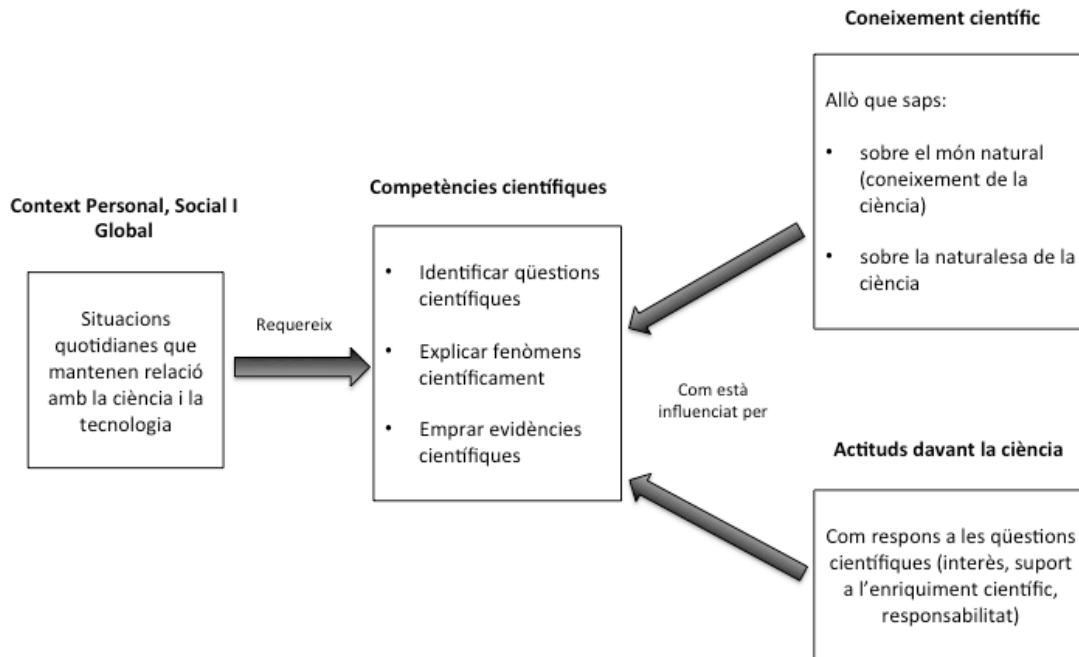 Context Personal, Social I
Global
Situacions
quotidianes que
mantenen relació
amb la ciència i la
tecnologia
Requereix
Competències científiques
• Identificar qüestions
científiques
• Explicar fenòmens
científicament
• Emprar evidències
científiques
Com està
influenciat per
Coneixement científic
Allò que saps:
• sobre el món natural
(coneixement de la
ciència)
• sobre la naturalesa de la
ciència
Actituds davant la ciència
Com respons a les qüestions
científiques (interès, suport
a l’enriquiment científic,
responsabilitat)